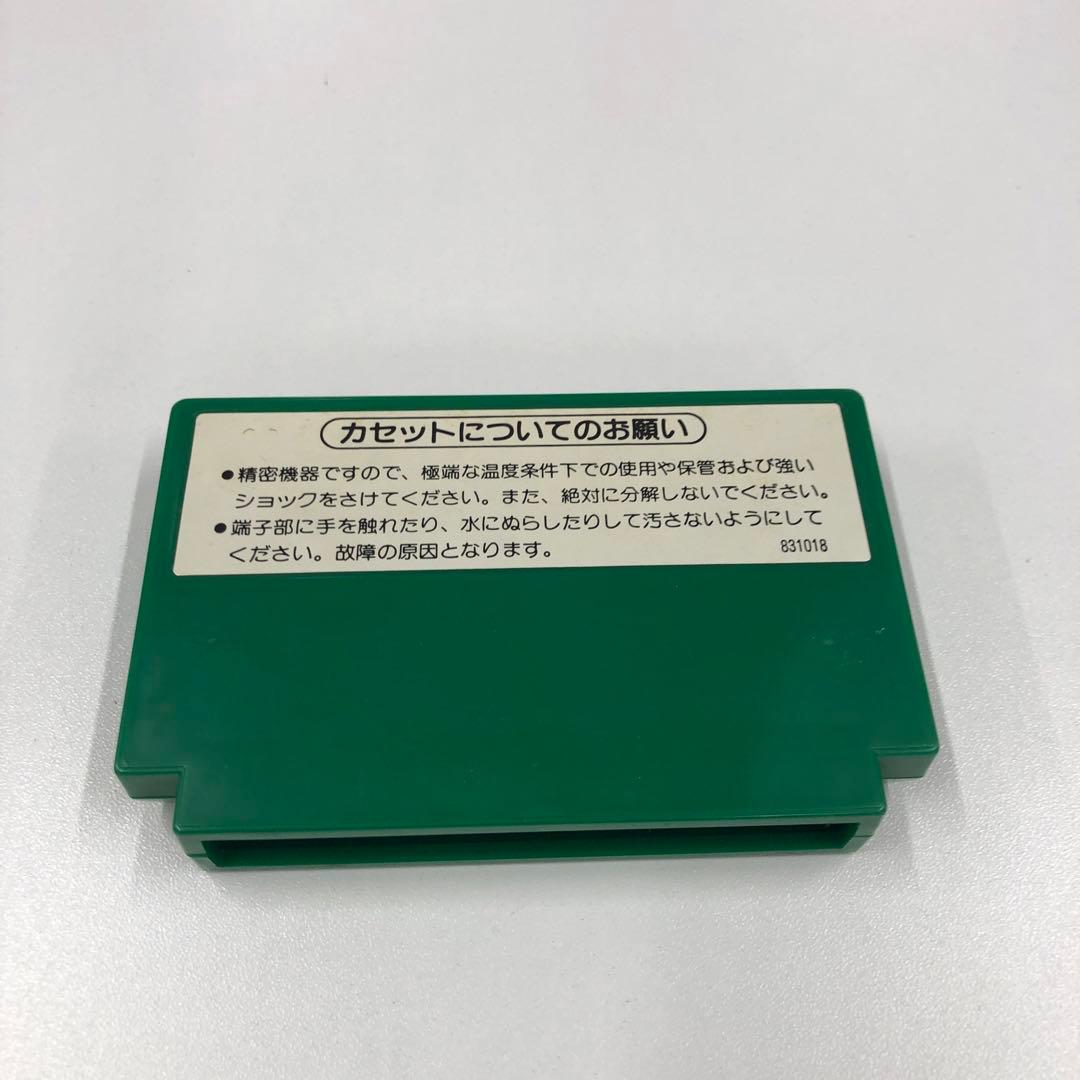 カセットについてのお願い
●精密機器ですので、極端な温度条件下での使用や保管および強い
ショックをさけてください。また、絶対に分解しないでください。
●端子部に手を触れたり、水にぬらしたりして汚さないようにして
ください。故障の原因となります。 831018